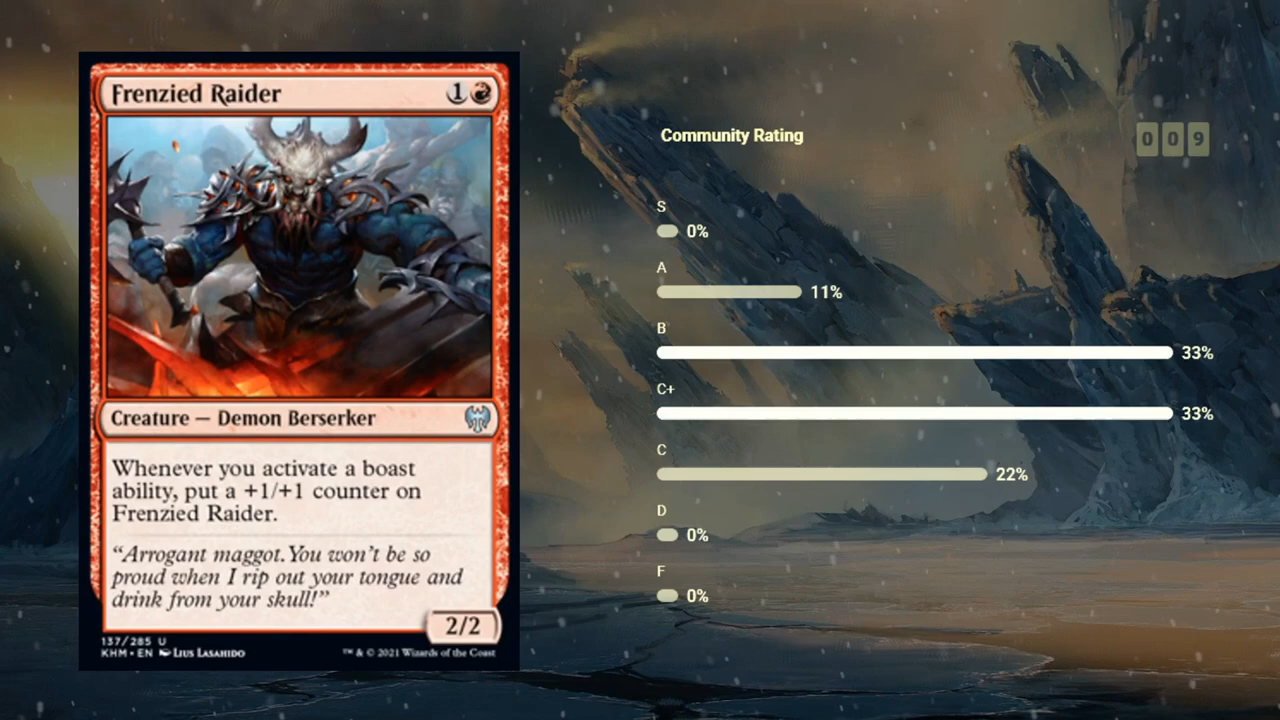 Frenzied Raider 1
Creature — Demon Berserker
Whenever you activate a boast
ability, put a +1/+1 counter on
Frenzied Raider.
“Arrogant maggot. You won’t be so
proud when I rip out your tongue and
drink from your skull!”
2/2
137/285 U
KHM • EN Lius Lasahido
™ & © 2021 Wizards of the Coast
Community Rating
009
S
0%
A
11%
B
33%
C+
33%
C
22%
D
0%
F
0%